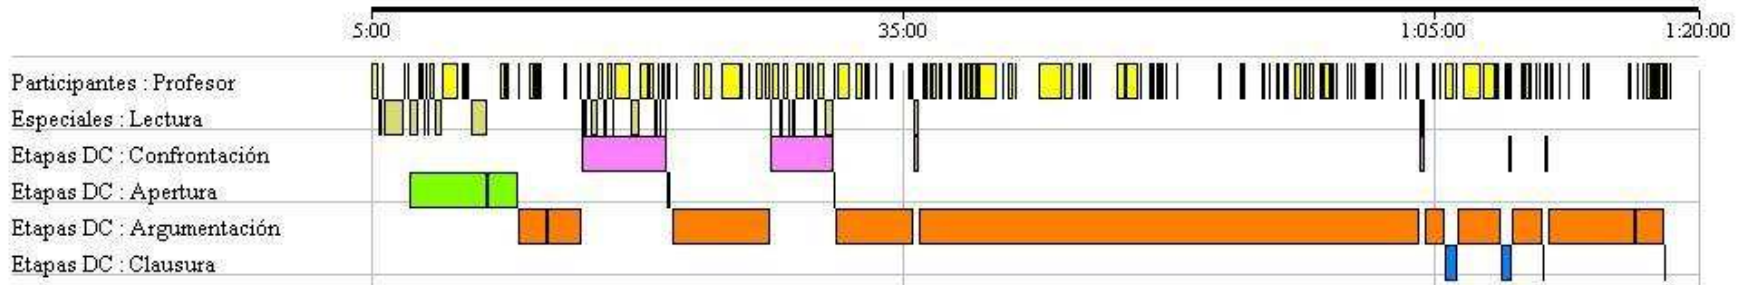 5:00 35:00 1:05:00 1:20:00
Participantes : Profesor
Especiales : Lectura
Etapas DC : Confrontación
Etapas DC : Apertura
Etapas DC : Argumentación
Etapas DC : Clausura